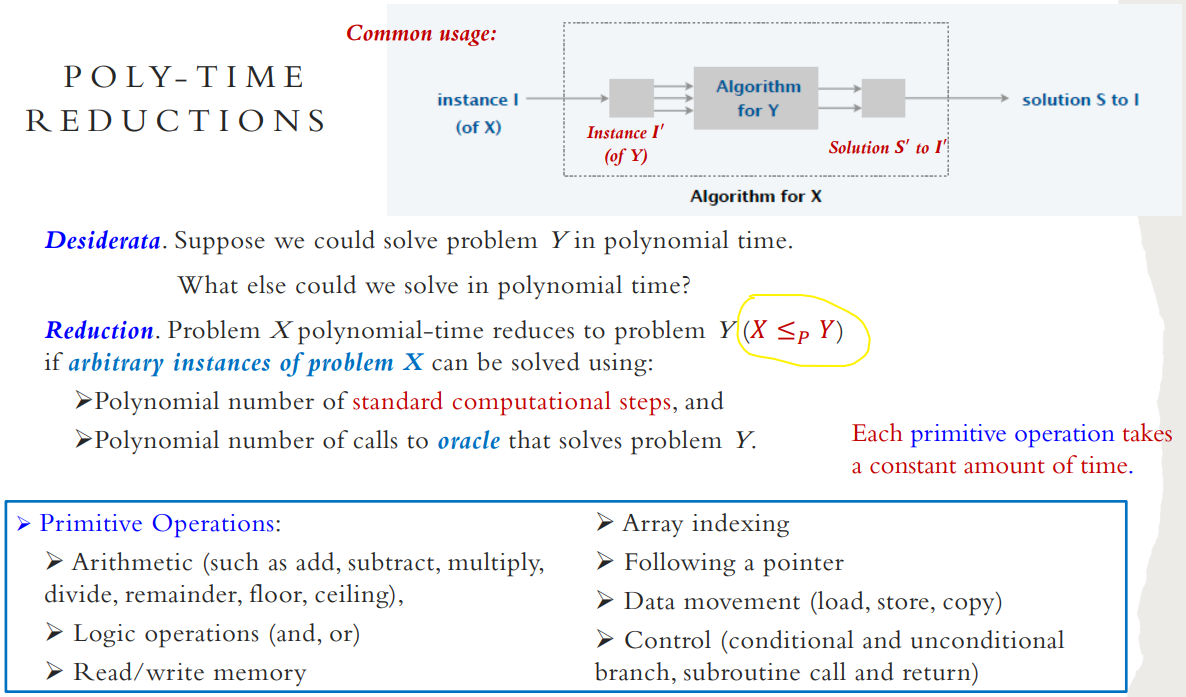 POLY-TIME
REDUCTIONS
Common usage:
instance I
(of X)
Instance I′
(of Y)
Algorithm
for Y
Solution S′ to I′
solution S to I
Algorithm for X
Desiderata. Suppose we could solve problem Y in polynomial time.
What else could we solve in polynomial time?
Reduction. Problem X polynomial-time reduces to problem Y (X ≤P Y)
if arbitrary instances of problem X can be solved using:
➢Polynomial number of standard computational steps, and
➢Polynomial number of calls to oracle that solves problem Y.
Each primitive operation takes
a constant amount of time.
➢ Primitive Operations:
➢ Arithmetic (such as add, subtract, multiply,
divide, remainder, floor, ceiling),
➢ Logic operations (and, or)
➢ Read/write memory
➢ Array indexing
➢ Following a pointer
➢ Data movement (load, store, copy)
➢ Control (conditional and unconditional
branch, subroutine call and return)